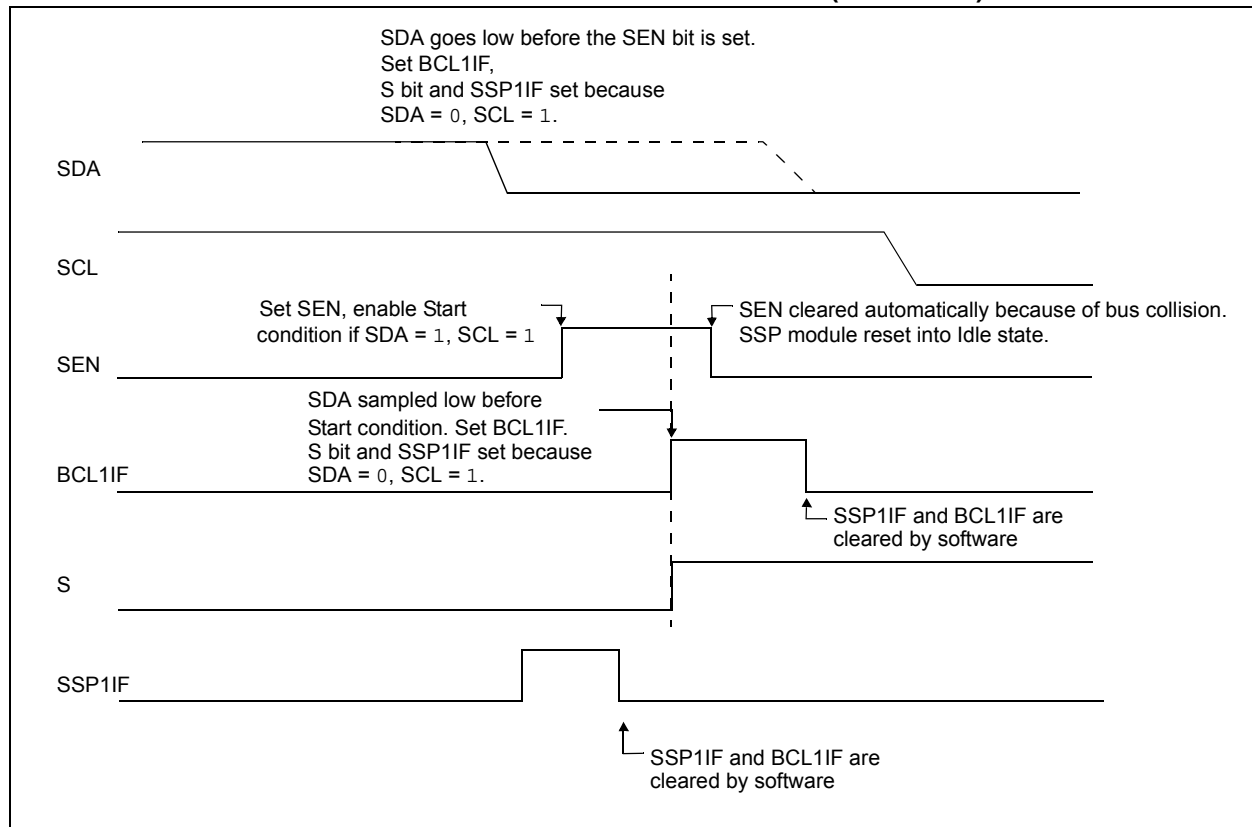 SDA goes low before the SEN bit is set.
Set BCL1IF,
S bit and SSP1IF set because
SDA = 0, SCL = 1.
SDA
SCL
Set SEN, enable Start
condition if SDA = 1, SCL = 1
SEN cleared automatically because of bus collision.
SSP module reset into Idle state.
SEN
SDA sampled low before
Start condition. Set BCL1IF.
S bit and SSP1IF set because
SDA = 0, SCL = 1.
BCL1IF
SSP1IF and BCL1IF are
cleared by software
S
SSP1IF
SSP1IF and BCL1IF are
cleared by software